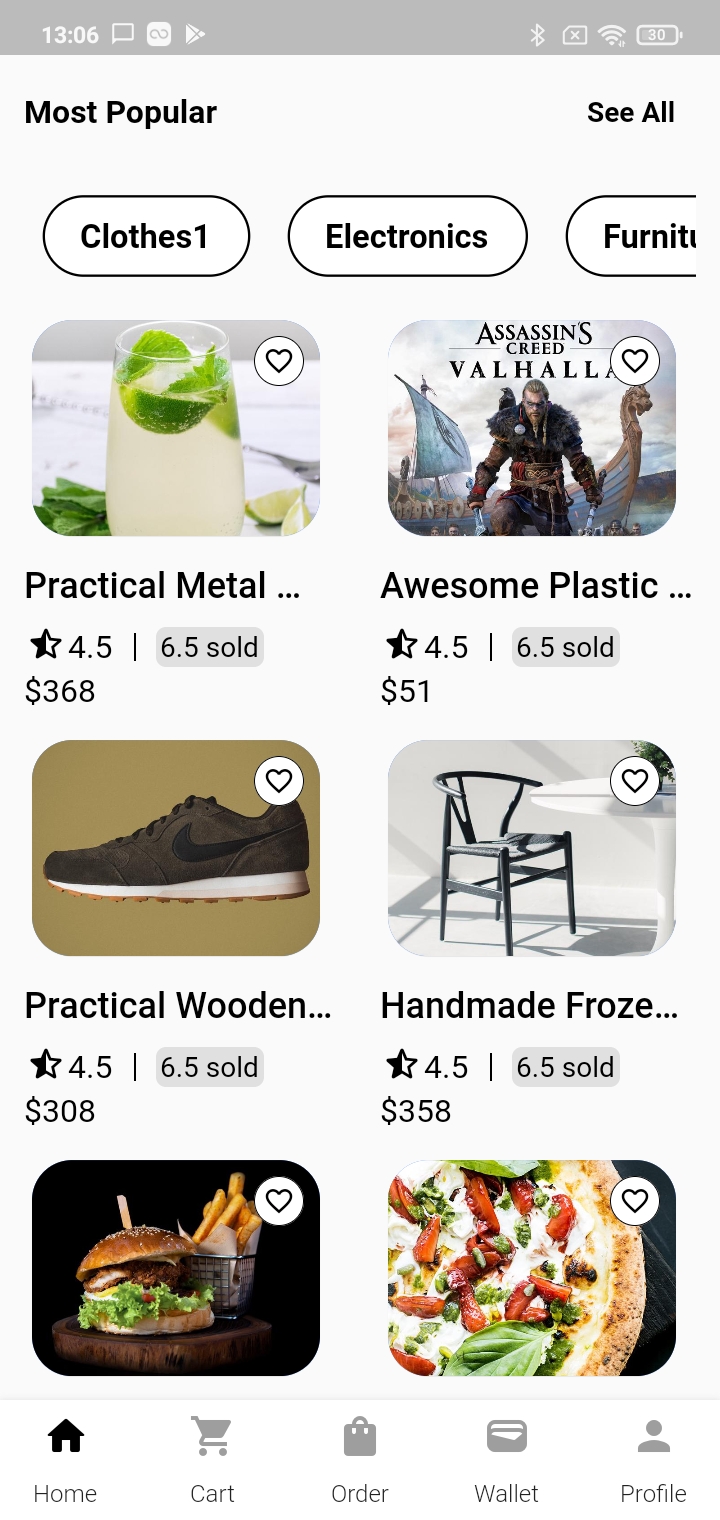 13:06
30
Most Popular
See All
Clothes1
Electronics
Furnitu
ASSASSIN'S
CREED
VALHALLA
Practical Metal ...
Awesome Plastic ...
4.5 | 6.5 sold
4.5 | 6.5 sold
$368
$51
Practical Wooden...
Handmade Froze...
4.5 | 6.5 sold
4.5 | 6.5 sold
$308
$358
Home
Cart
Order
Wallet
Profile